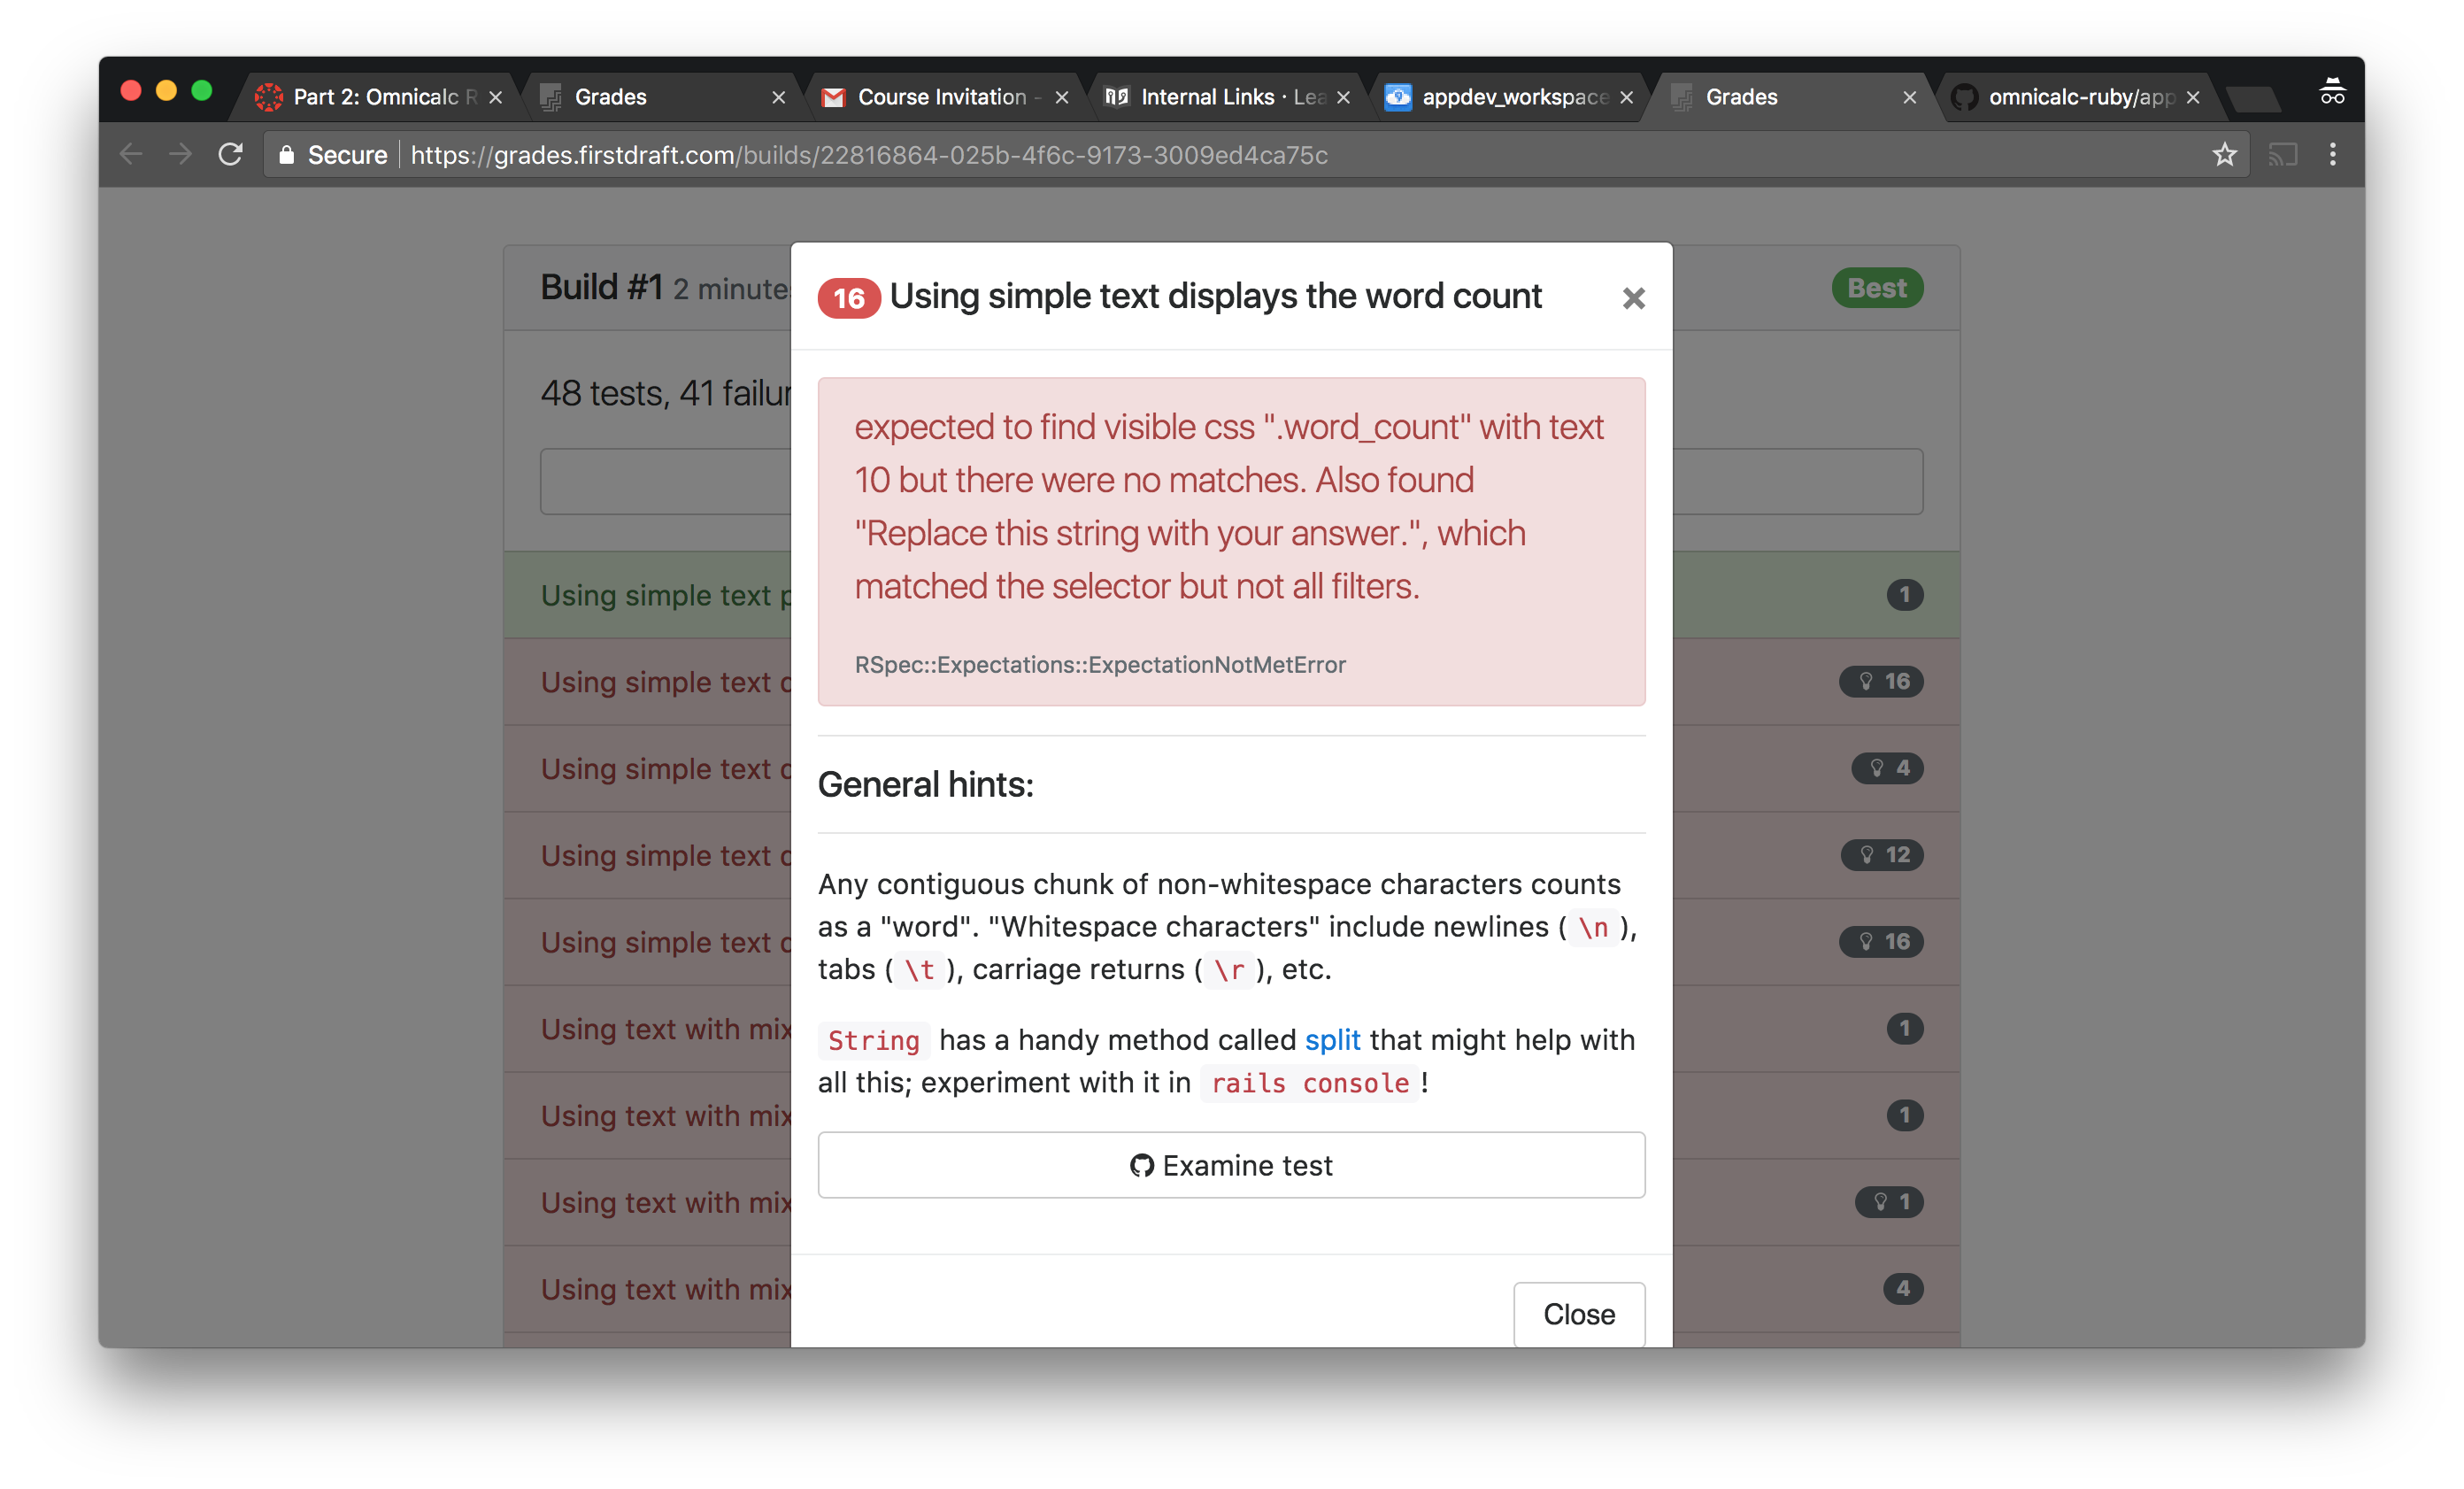 Part 2: Omnicalc R
Grades
Course Invitation -
Internal Links · Lea
appdev_workspace
Grades
omnicalc-ruby/app
Secure
https://grades.firstdraft.com/builds/22816864-025b-4f6c-9173-3009ed4ca75c
Build #1 2 minutes
Best
16 Using simple text displays the word count ×
48 tests, 41 failur
expected to find visible css ".word_count" with text
10 but there were no matches. Also found
"Replace this string with your answer.", which
matched the selector but not all filters.
RSpec::Expectations::ExpectationNotMetError
General hints:
Any contiguous chunk of non-whitespace characters counts
as a "word". "Whitespace characters" include newlines ( \n ),
tabs ( \t ), carriage returns ( \r ), etc.
String has a handy method called split that might help with
all this; experiment with it in rails console !
Examine test
Close
Using simple text p
1
Using simple text d
16
Using simple text d
4
Using simple text d
12
Using simple text d
16
Using text with mix
1
Using text with mix
1
Using text with mix
1
Using text with mix
4